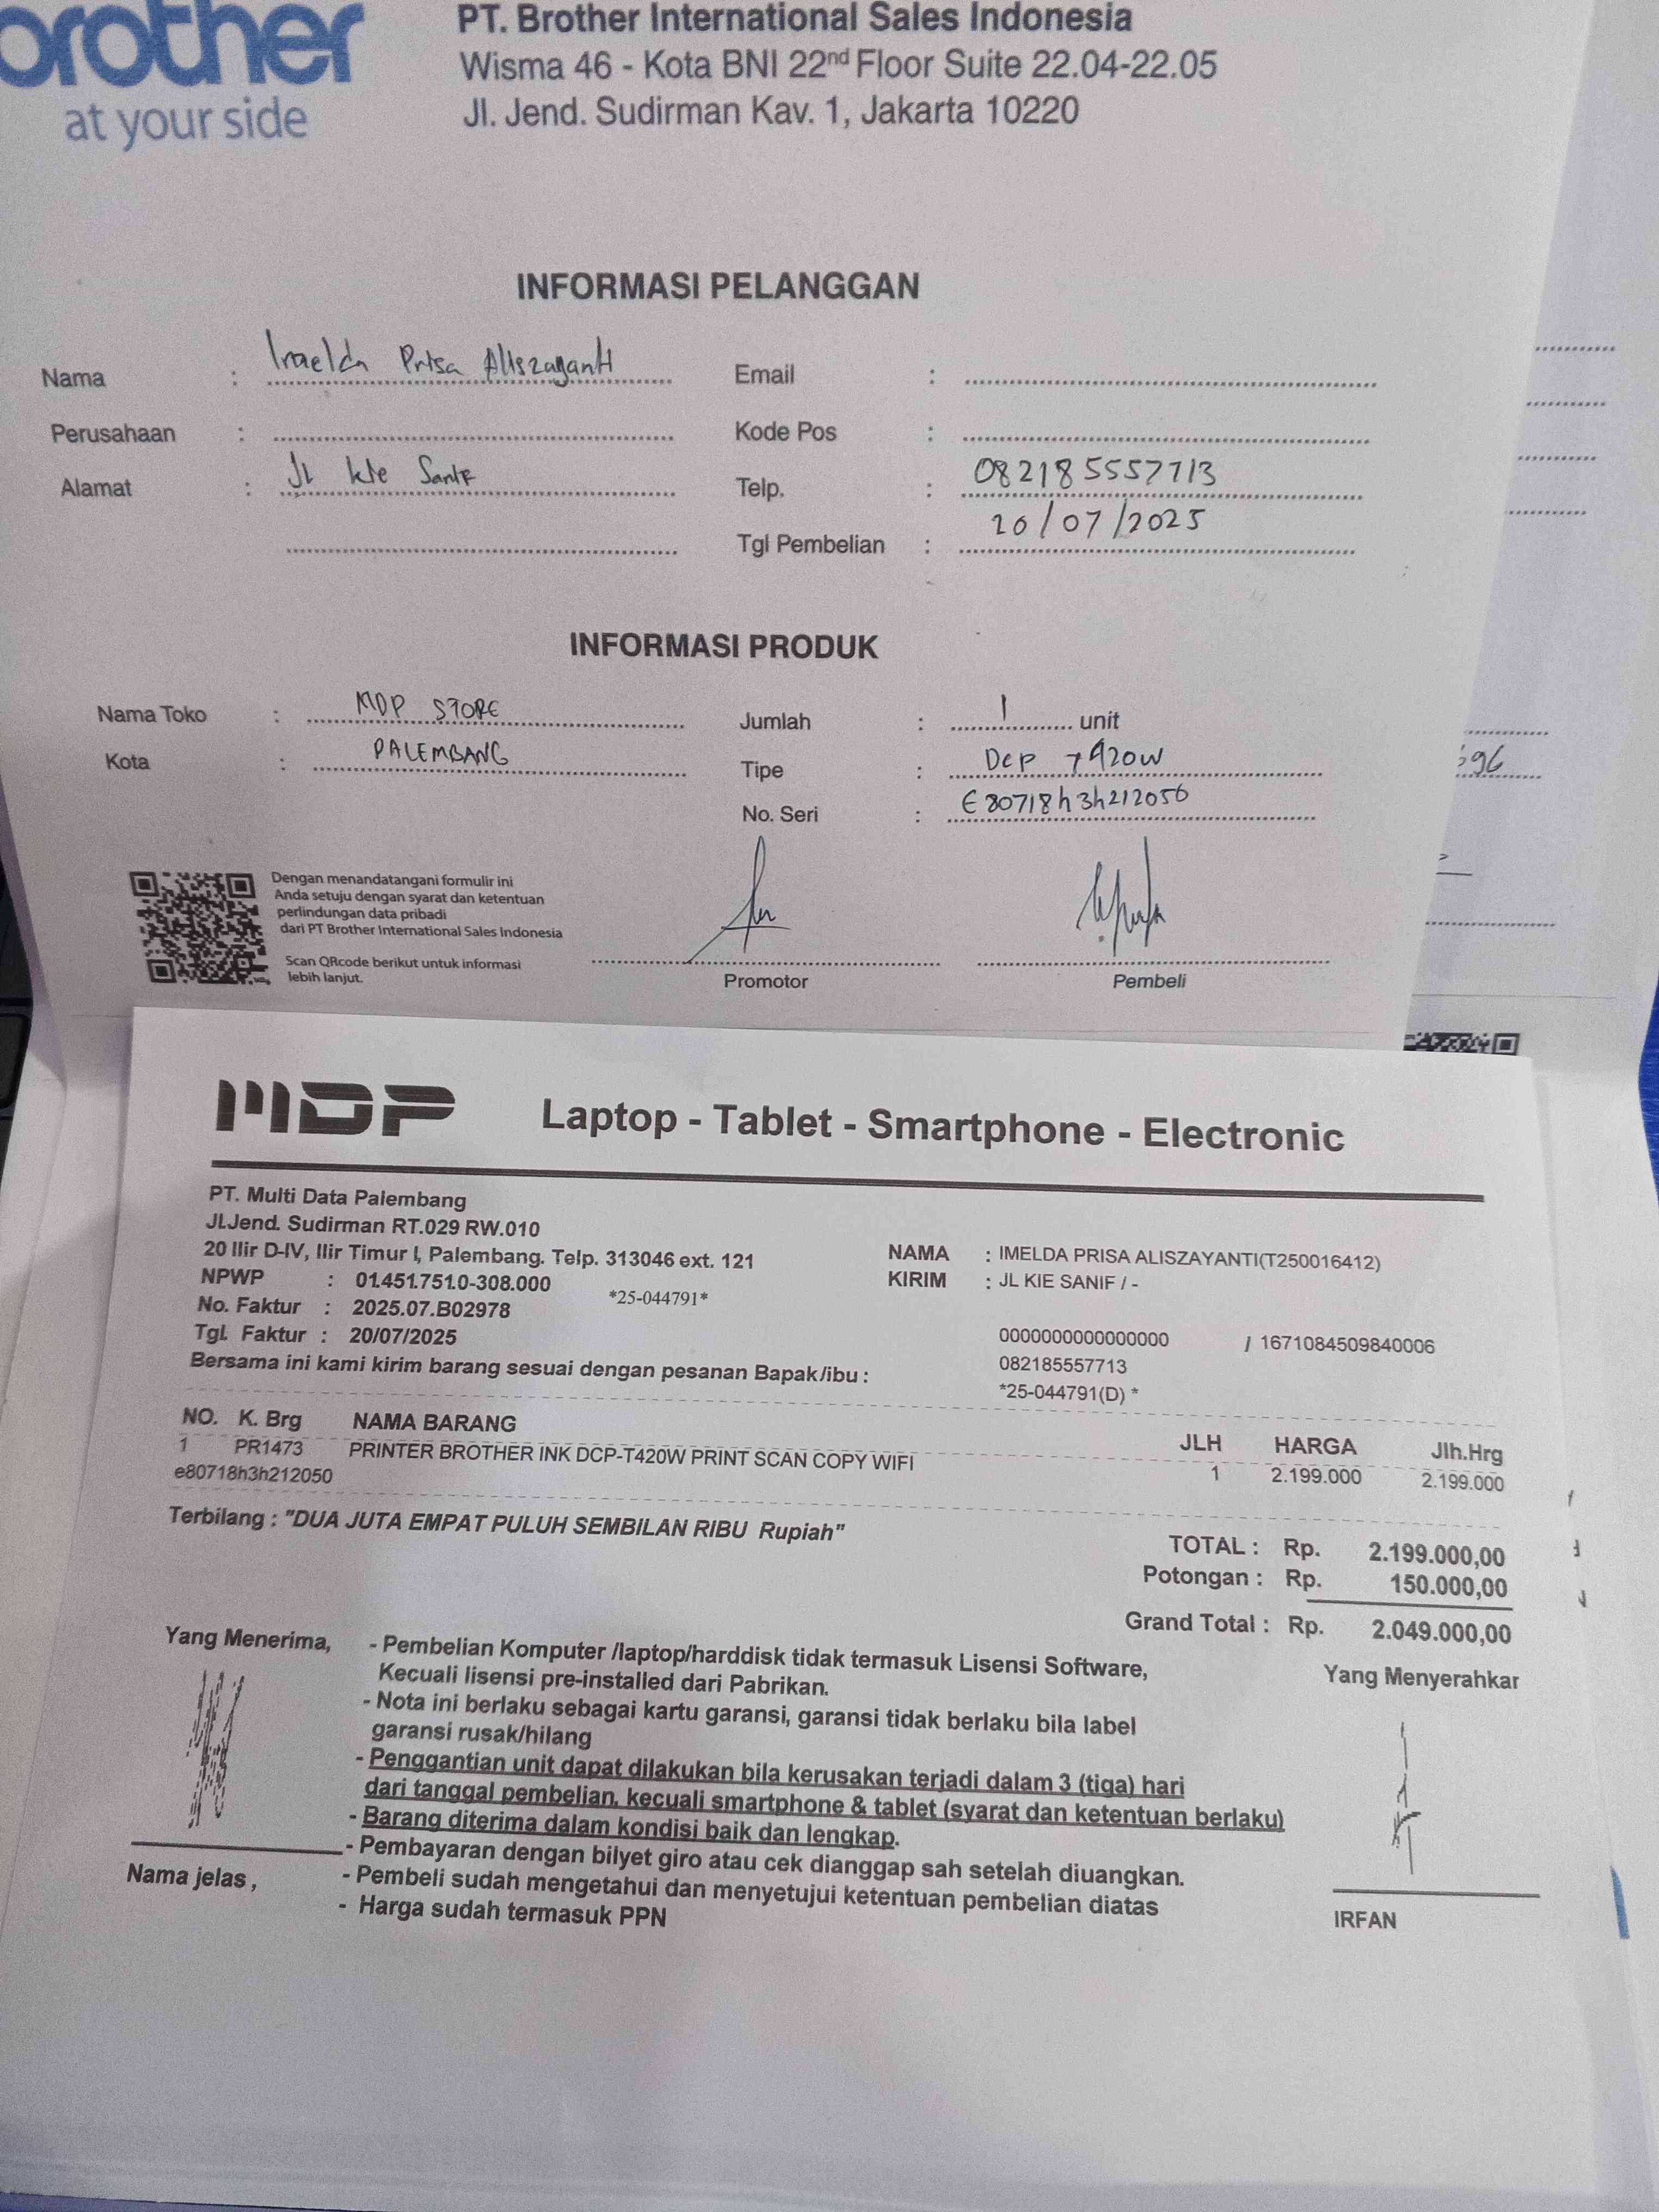 brother
at your side
PT. Brother International Sales Indonesia
Wisma 46 - Kota BNI 22nd Floor Suite 22.04-22.05
Jl. Jend. Sudirman Kav. 1, Jakarta 10220
INFORMASI PELANGGAN
Nama : Imelda Prisa Aliszayanti
Perusahaan :
Alamat : Jl kie Sanif
Email :
Kode Pos :
Telp. : 082185557713
Tgl Pembelian : 20/07/2025
INFORMASI PRODUK
Nama Toko : MDP STORE
Kota : PALEMBANG
Jumlah : 1 unit
Tipe : DCP T420W
No. Seri : E80718h3h212050
Dengan menandatangani formulir ini
Anda setuju dengan syarat dan ketentuan
perlindungan data pribadi
dari PT Brother International Sales Indonesia
Scan QRcode berikut untuk informasi
lebih lanjut.
Promotor
Pembeli
96
MDP
Laptop - Tablet - Smartphone - Electronic
PT. Multi Data Palembang
Jl.Jend. Sudirman RT.029 RW.010
20 Ilir D-IV, Ilir Timur I, Palembang. Telp. 313046 ext. 121
NPWP : 01.451.751.0-308.000
*25-044791*
No. Faktur : 2025.07.B02978
Tgl. Faktur : 20/07/2025
Bersama ini kami kirim barang sesuai dengan pesanan Bapak/ibu :
NAMA : IMELDA PRISA ALISZAYANTI(T250016412)
KIRIM : JL KIE SANIF / -
0000000000000000 / 1671084509840006
082185557713
*25-044791(D) *
NO. K. Brg NAMA BARANG JLH HARGA Jlh.Hrg
1 PR1473 PRINTER BROTHER INK DCP-T420W PRINT SCAN COPY WIFI 1 2.199.000 2.199.000
e80718h3h212050
Terbilang : "DUA JUTA EMPAT PULUH SEMBILAN RIBU Rupiah"
TOTAL : Rp. 2.199.000,00
Potongan : Rp. 150.000,00
Grand Total : Rp. 2.049.000,00
Yang Menerima,
- Pembelian Komputer /laptop/harddisk tidak termasuk Lisensi Software,
Kecuali lisensi pre-installed dari Pabrikan.
- Nota ini berlaku sebagai kartu garansi, garansi tidak berlaku bila label
garansi rusak/hilang
- Penggantian unit dapat dilakukan bila kerusakan terjadi dalam 3 (tiga) hari
dari tanggal pembelian, kecuali smartphone & tablet (syarat dan ketentuan berlaku)
- Barang diterima dalam kondisi baik dan lengkap.
- Pembayaran dengan bilyet giro atau cek dianggap sah setelah diuangkan.
- Pembeli sudah mengetahui dan menyetujui ketentuan pembelian diatas
- Harga sudah termasuk PPN
Nama jelas ,
Yang Menyerahkar
IRFAN